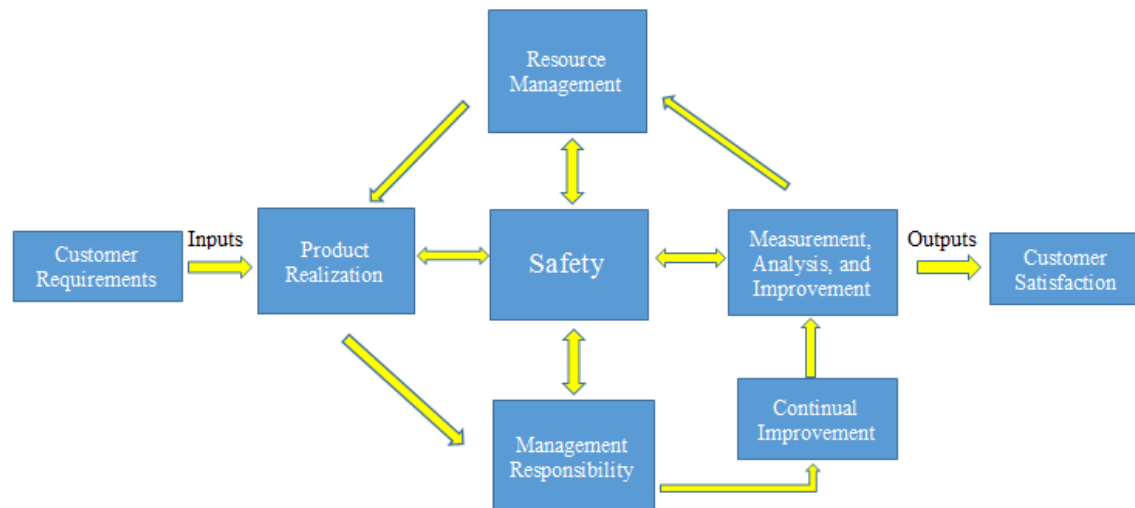 Resource
Management
Customer
Requirements
Inputs
Product
Realization
Safety
Measurement,
Analysis, and
Improvement
Outputs
Customer
Satisfaction
Management
Responsibility
Continual
Improvement